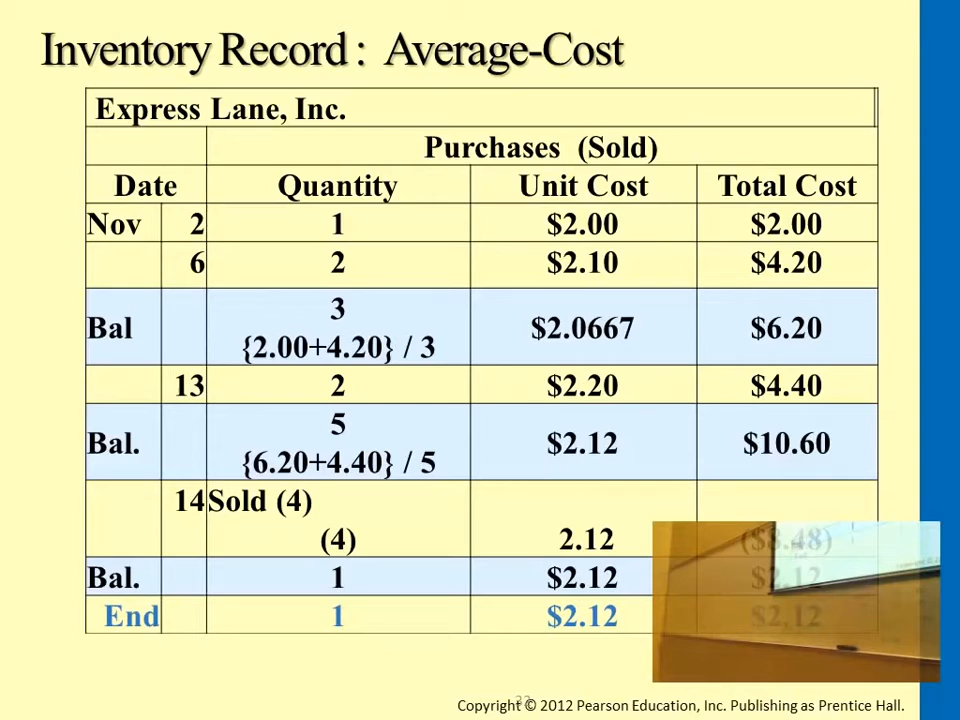 Inventory Record : Average-Cost
Express Lane, Inc.
Purchases (Sold)
Date Quantity Unit Cost Total Cost
Nov 2 1 $2.00 $2.00
6 2 $2.10 $4.20
Bal 3 {2.00+4.20} / 3 $2.0667 $6.20
13 2 $2.20 $4.40
Bal. 5 {6.20+4.40} / 5 $2.12 $10.60
14 Sold (4)
(4) 2.12 ($8.48)
Bal. 1 $2.12 $2.12
End 1 $2.12 $2.12
Copyright © 2012 Pearson Education, Inc. Publishing as Prentice Hall.